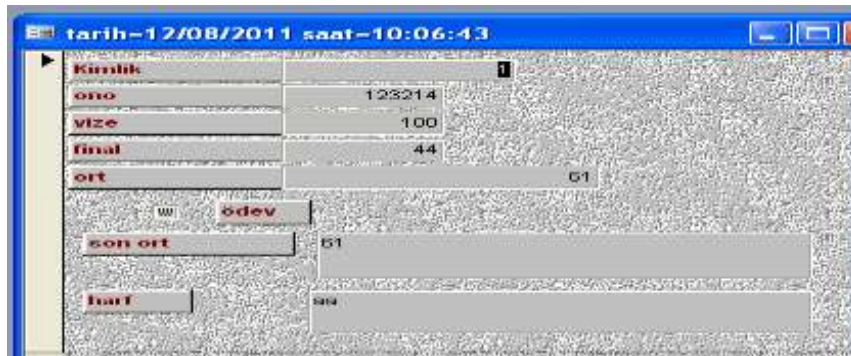 tarih-12/08/2011 saat-10:06:43
Kimlik 1
ono 123214
vize 100
final 44
ort 61
ödev
son ort 61
harf